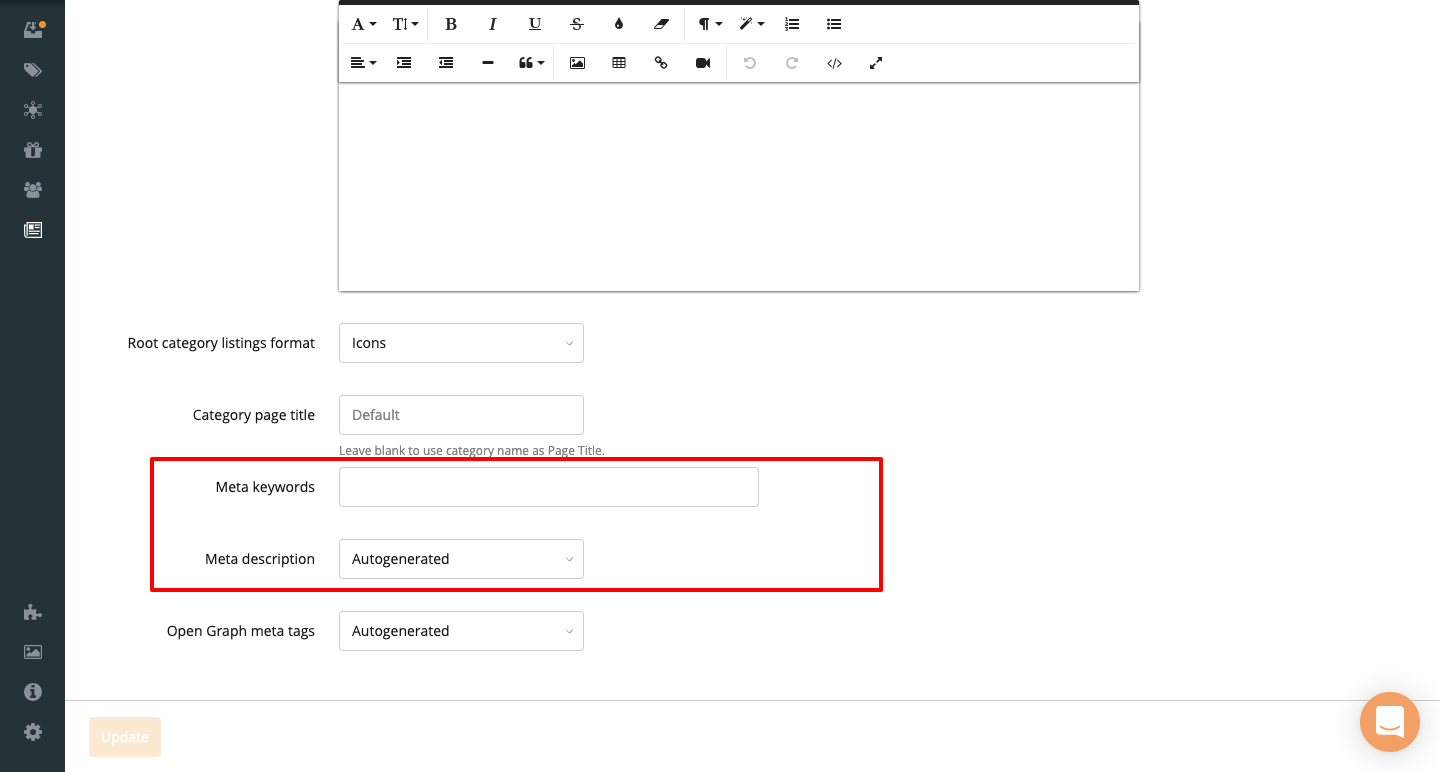 A TI B I U S ¶
</>
Root category listings format Icons
Category page title Default
Leave blank to use category name as Page Title.
Meta keywords
Meta description Autogenerated
Open Graph meta tags Autogenerated
Update